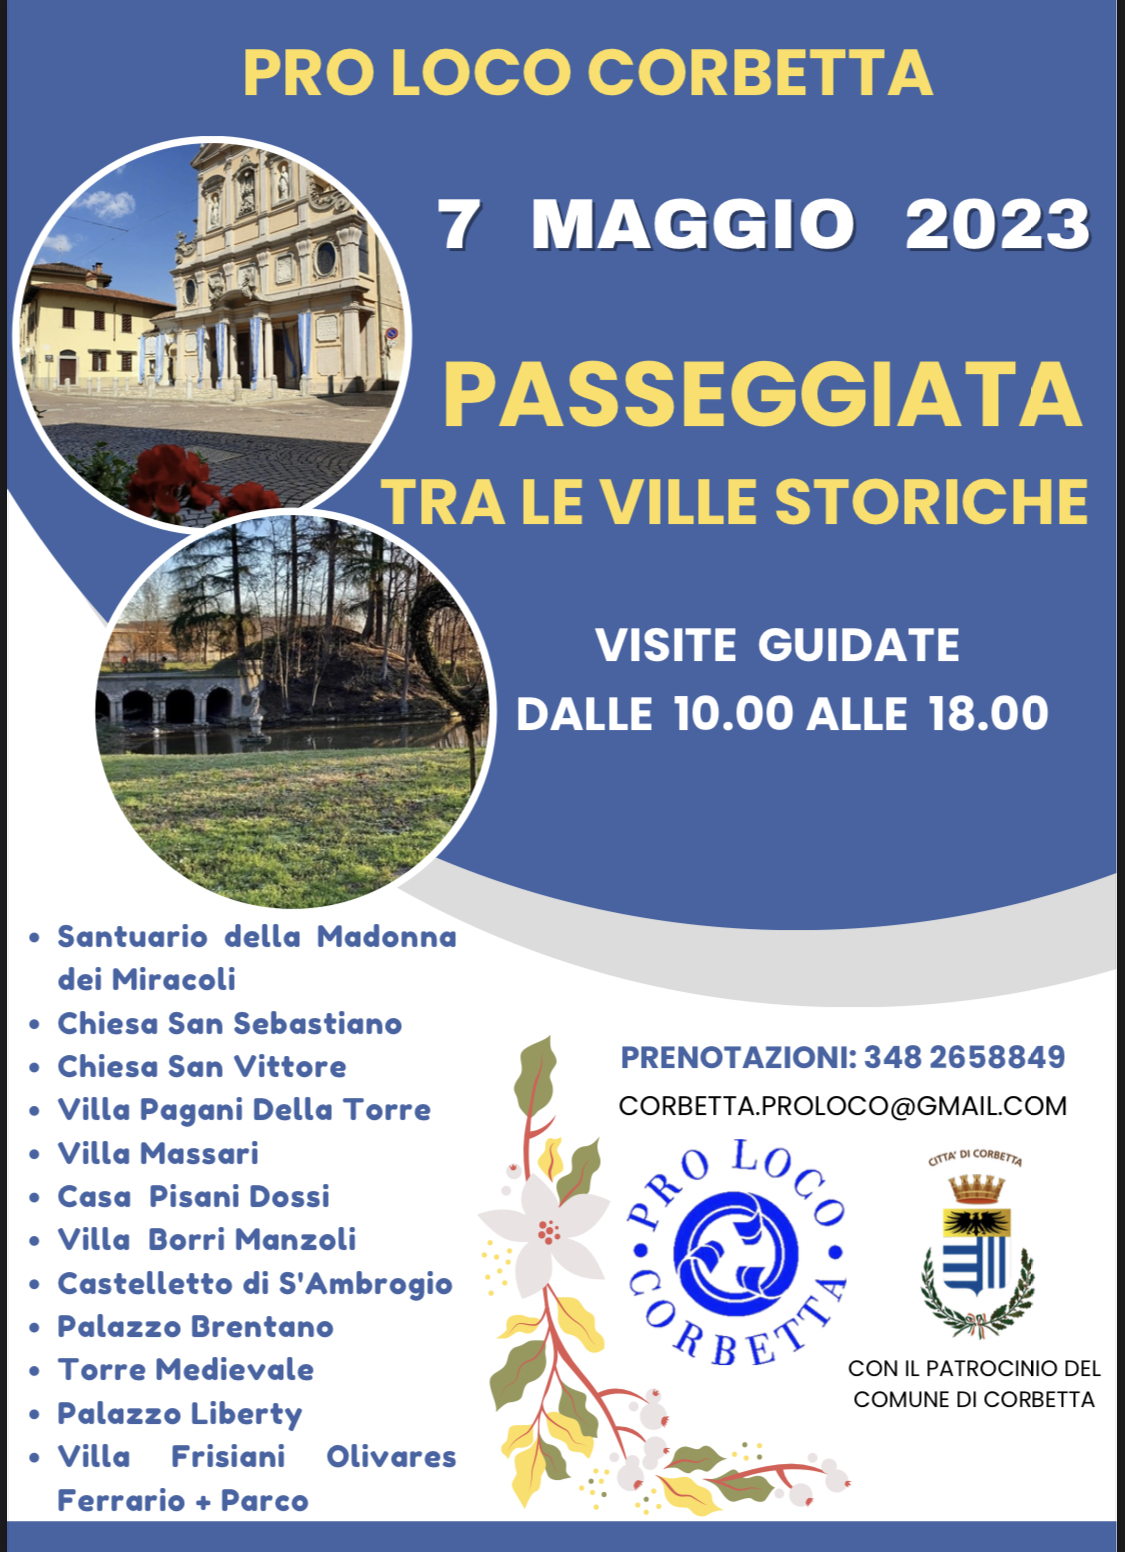 PRO LOCO CORBETTA
7 MAGGIO 2023
PASSEGGIATA
TRA LE VILLE STORICHE
VISITE GUIDATE
DALLE 10.00 ALLE 18.00
• Santuario della Madonna
dei Miracoli
• Chiesa San Sebastiano
• Chiesa San Vittore
• Villa Pagani Della Torre
• Villa Massari
• Casa Pisani Dossi
• Villa Borri Manzoli
• Castelletto di S'Ambrogio
• Palazzo Brentano
• Torre Medievale
• Palazzo Liberty
• Villa Frisiani Olivares
Ferrario + Parco
PRENOTAZIONI: 348 2658849
CORBETTA.PROLOCO@GMAIL.COM
• PRO LOCO •
CORBETTA
CITTA' DI CORBETTA
CON IL PATROCINIO DEL
COMUNE DI CORBETTA